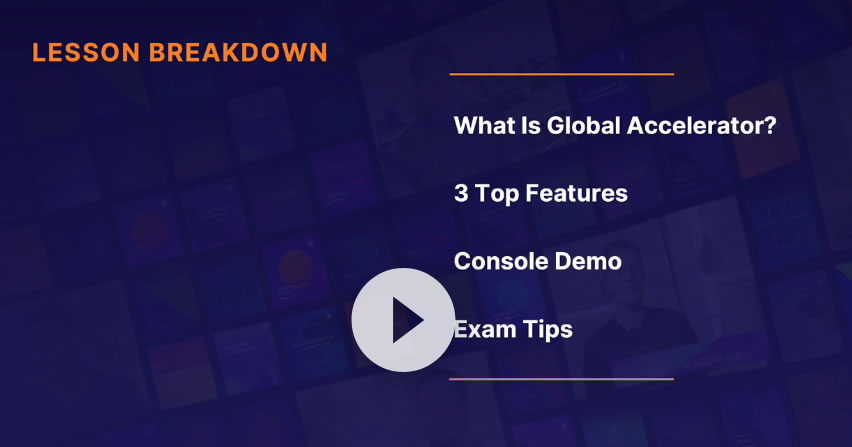 LESSON BREAKDOWN
What Is Global Accelerator?
3 Top Features
Console Demo
Exam Tips